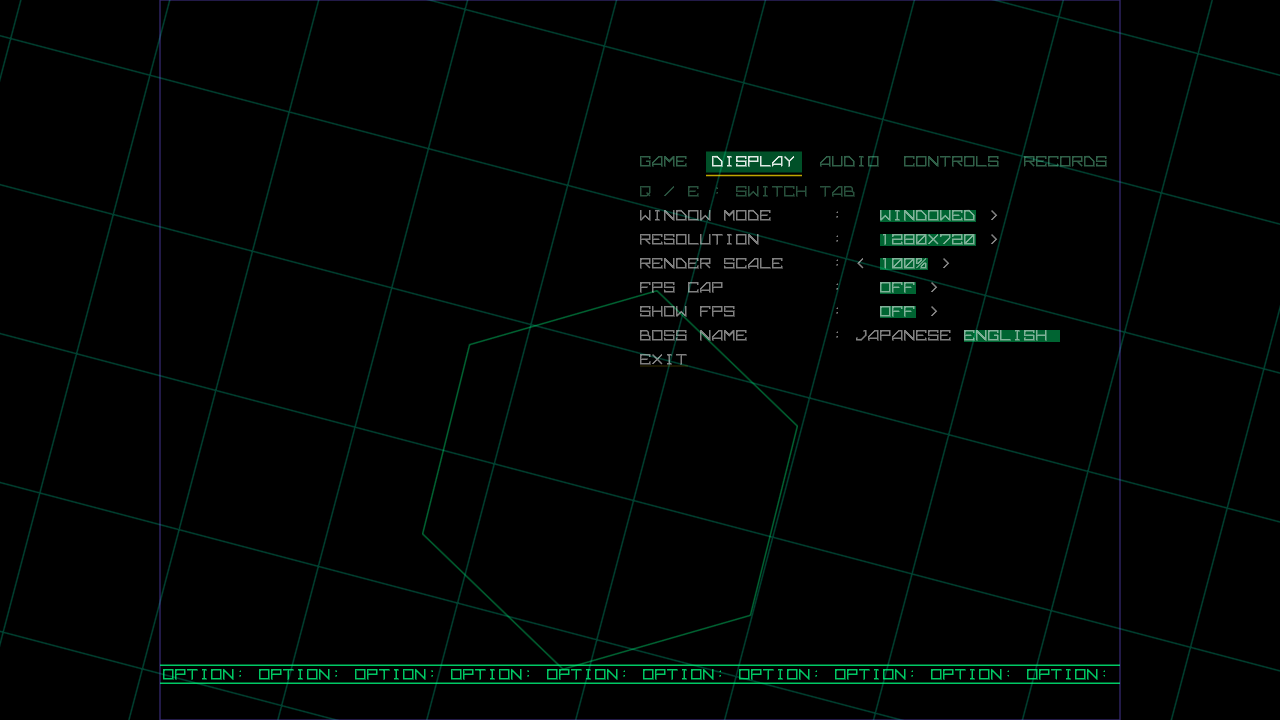 GAME DISPLAY AUDIO CONTROLS RECORDS
Q / E : SWITCH TAB
WINDOW MODE : WINDOWED >
RESOLUTION : 1280X720 >
RENDER SCALE : < 100% >
FPS CAP : OFF >
SHOW FPS : OFF >
BOSS NAME : JAPANESE ENGLISH
EXIT
OPTION: OPTION: OPTION: OPTION: OPTION: OPTION: OPTION: OPTION: OPTION: OPTION: